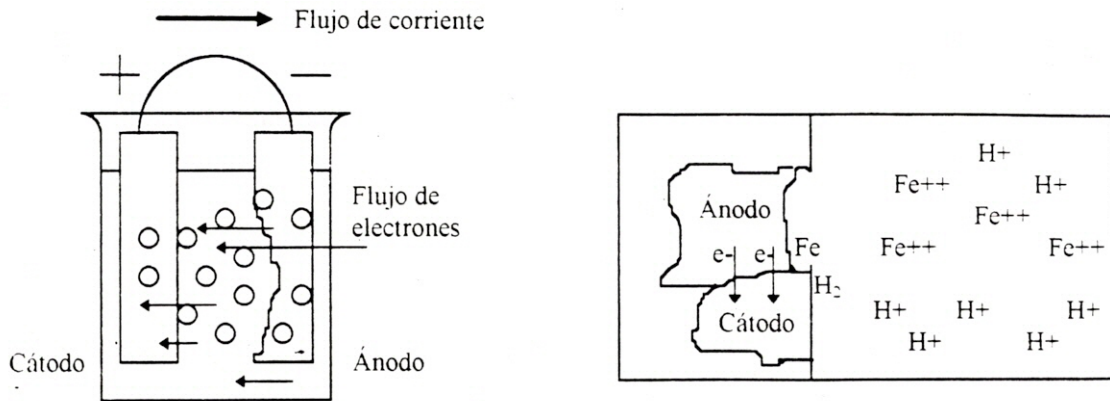 Flujo de corriente
+
−
Flujo de
electrones
Cátodo
Ánodo
Ánodo
e-
e-
Fe
H₂
Cátodo
H+
Fe++
H+
Fe++
Fe++
Fe++
H+
H+
H+
H+
H+